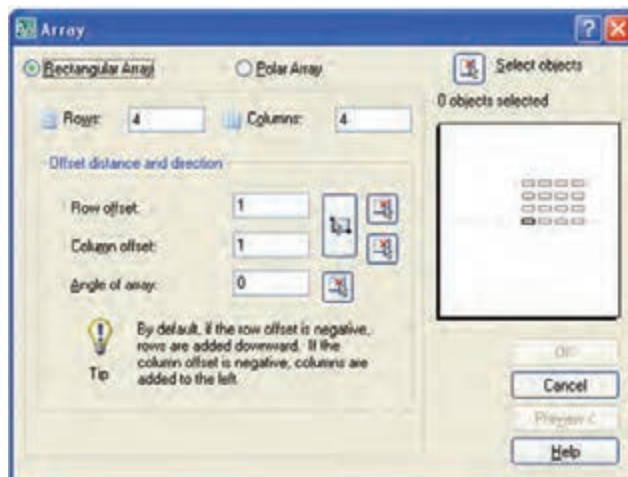 Array
Rectangular Array
Polar Array
Select objects
0 objects selected
Rows: 4
Columns: 4
Offset distance and direction
Row offset: 1
Column offset: 1
Angle of array: 0
By default, if the row offset is negative,
rows are added downward. If the
column offset is negative, columns are
added to the left.
Tip
OK
Cancel
Preview <
Help